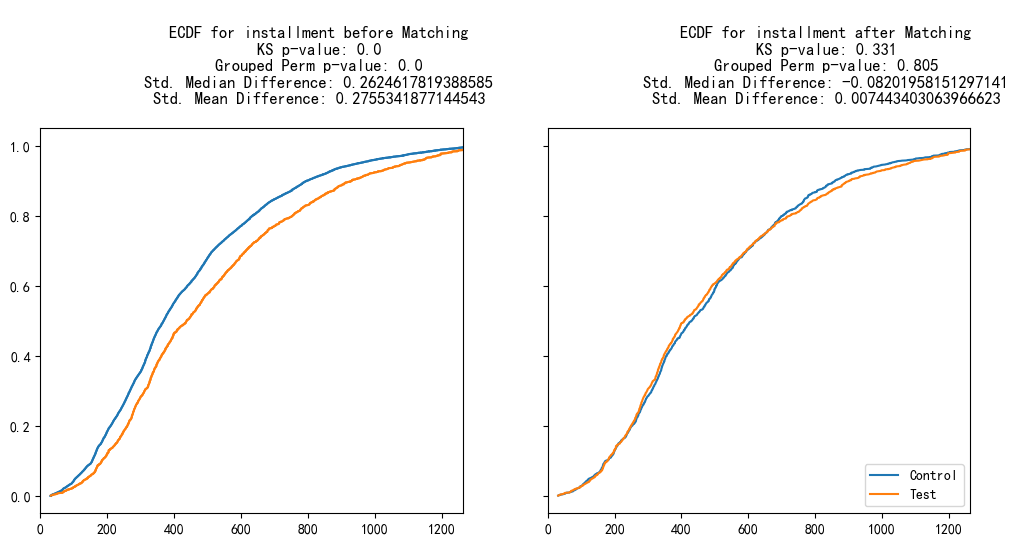 ECDF for installment before Matching
KS p-value: 0.0
Grouped Perm p-value: 0.0
Std. Median Difference: 0.2624617819388585
Std. Mean Difference: 0.2755341877144543
ECDF for installment after Matching
KS p-value: 0.331
Grouped Perm p-value: 0.805
Std. Median Difference: -0.08201958151297141
Std. Mean Difference: 0.007443403063966623
1.0
0.8
0.6
0.4
0.2
0.0
0 200 400 600 800 1000 1200
Control
Test
0 200 400 600 800 1000 1200